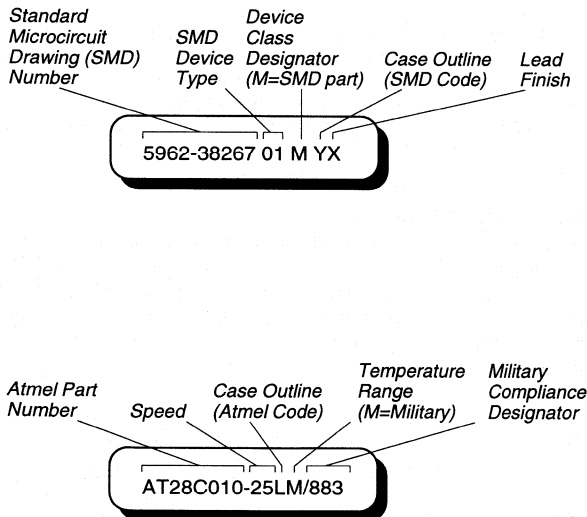 Standard
Microcircuit
Drawing (SMD)
Number
SMD
Device
Type
Device
Class
Designator
(M=SMD part)
Case Outline
(SMD Code)
Lead
Finish
5962-38267 01 M YX
Atmel Part
Number
Speed
Case Outline
(Atmel Code)
Temperature
Range
(M=Military)
Military
Compliance
Designator
AT28C010-25LM/883